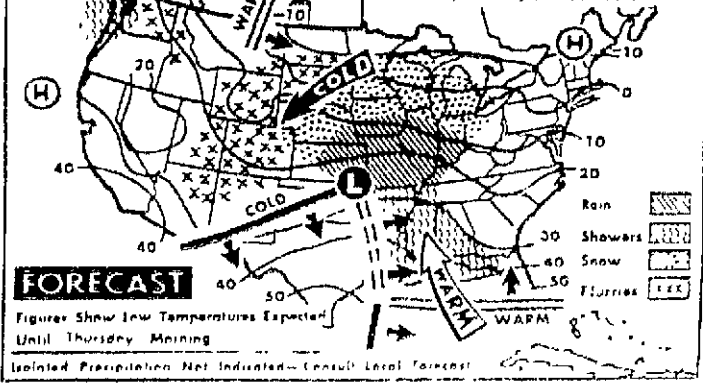 -10
WARM
H
H
-10
20
COLD
0
10
40
20
L
COLD
Rain
40
30
Showers
40
Snow
FORECAST
40
50
50
WARM
Flurries
Figures Show Low Temperatures Expected
WARM
Until Thursday Morning
Isolated Precipitation Not Indicated— Consult Local Forecast